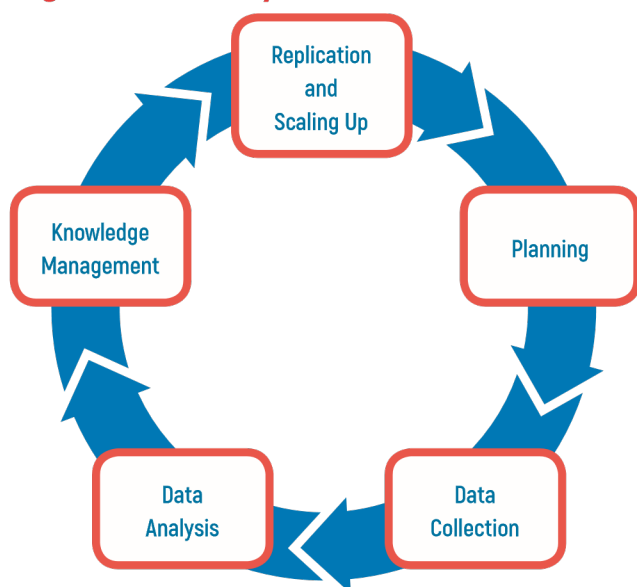 Replication
and
Scaling Up
Planning
Data
Collection
Data
Analysis
Knowledge
Management